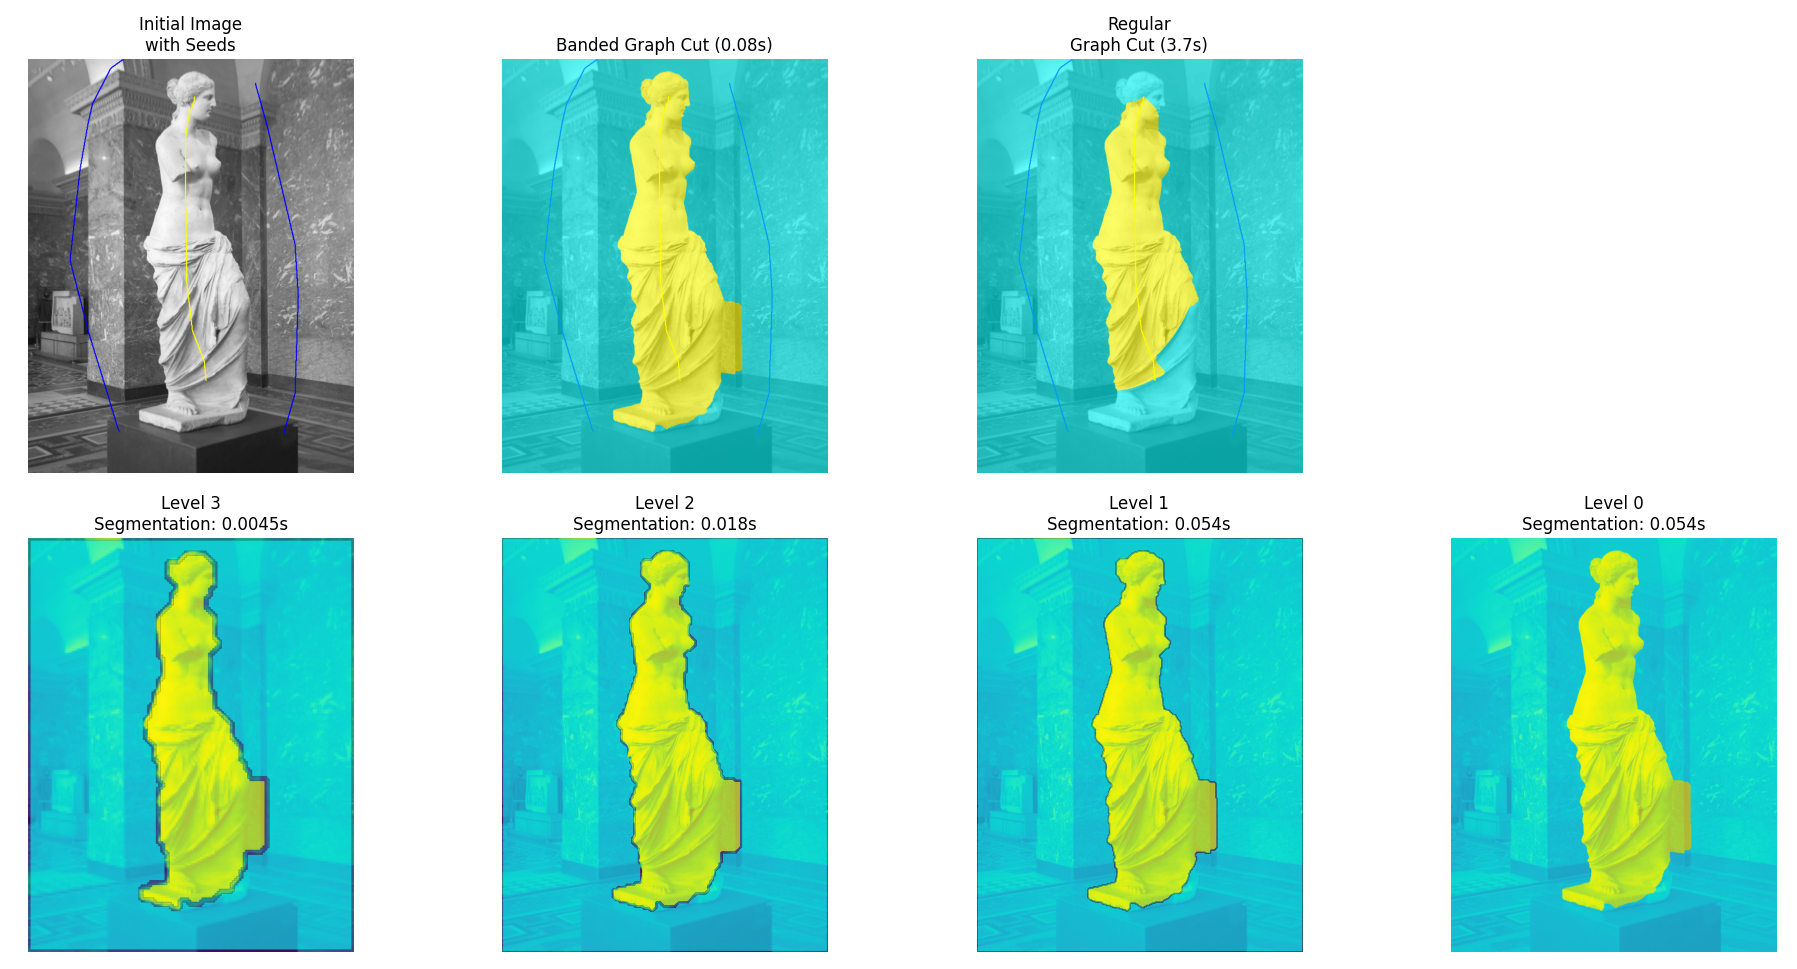 Initial Image
with Seeds
Banded Graph Cut (0.08s)
Regular
Graph Cut (3.7s)
Level 3
Segmentation: 0.0045s
Level 2
Segmentation: 0.018s
Level 1
Segmentation: 0.054s
Level 0
Segmentation: 0.054s